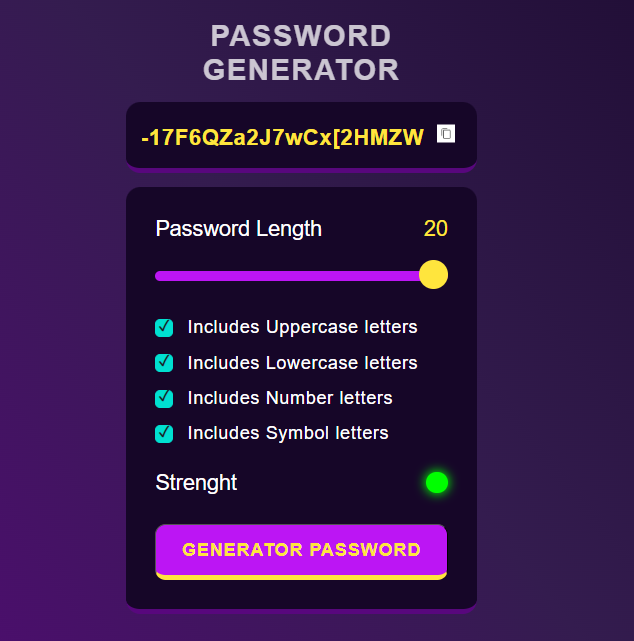 PASSWORD
GENERATOR
-17F6QZa2J7wCx[2HMZW
Password Length 20
Includes Uppercase letters
Includes Lowercase letters
Includes Number letters
Includes Symbol letters
Strenght
GENERATOR PASSWORD